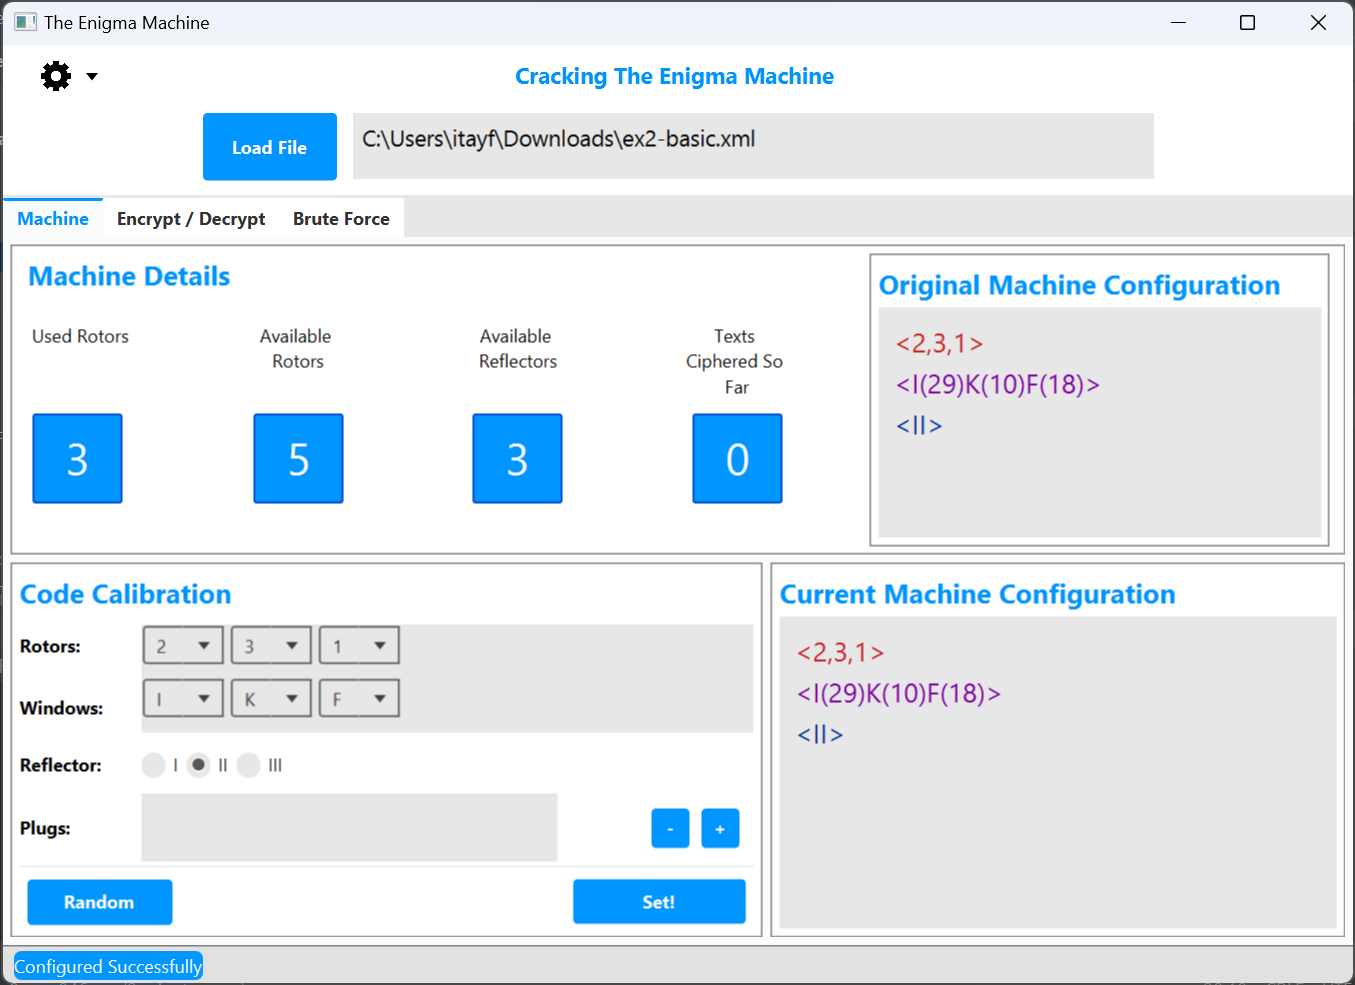 The Enigma Machine
Cracking The Enigma Machine
Load File
C:\Users\itayf\Downloads\ex2-basic.xml
Machine
Encrypt / Decrypt
Brute Force
Machine Details
Used Rotors
Available
Rotors
Available
Reflectors
Texts
Ciphered So
Far
3
5
3
0
Original Machine Configuration
<2,3,1>
<I(29)K(10)F(18)>
<II>
Code Calibration
Rotors:
2
3
1
Windows:
I
K
F
Reflector:
I
II
III
Plugs:
-
+
Random
Set!
Current Machine Configuration
<2,3,1>
<I(29)K(10)F(18)>
<II>
Configured Successfully